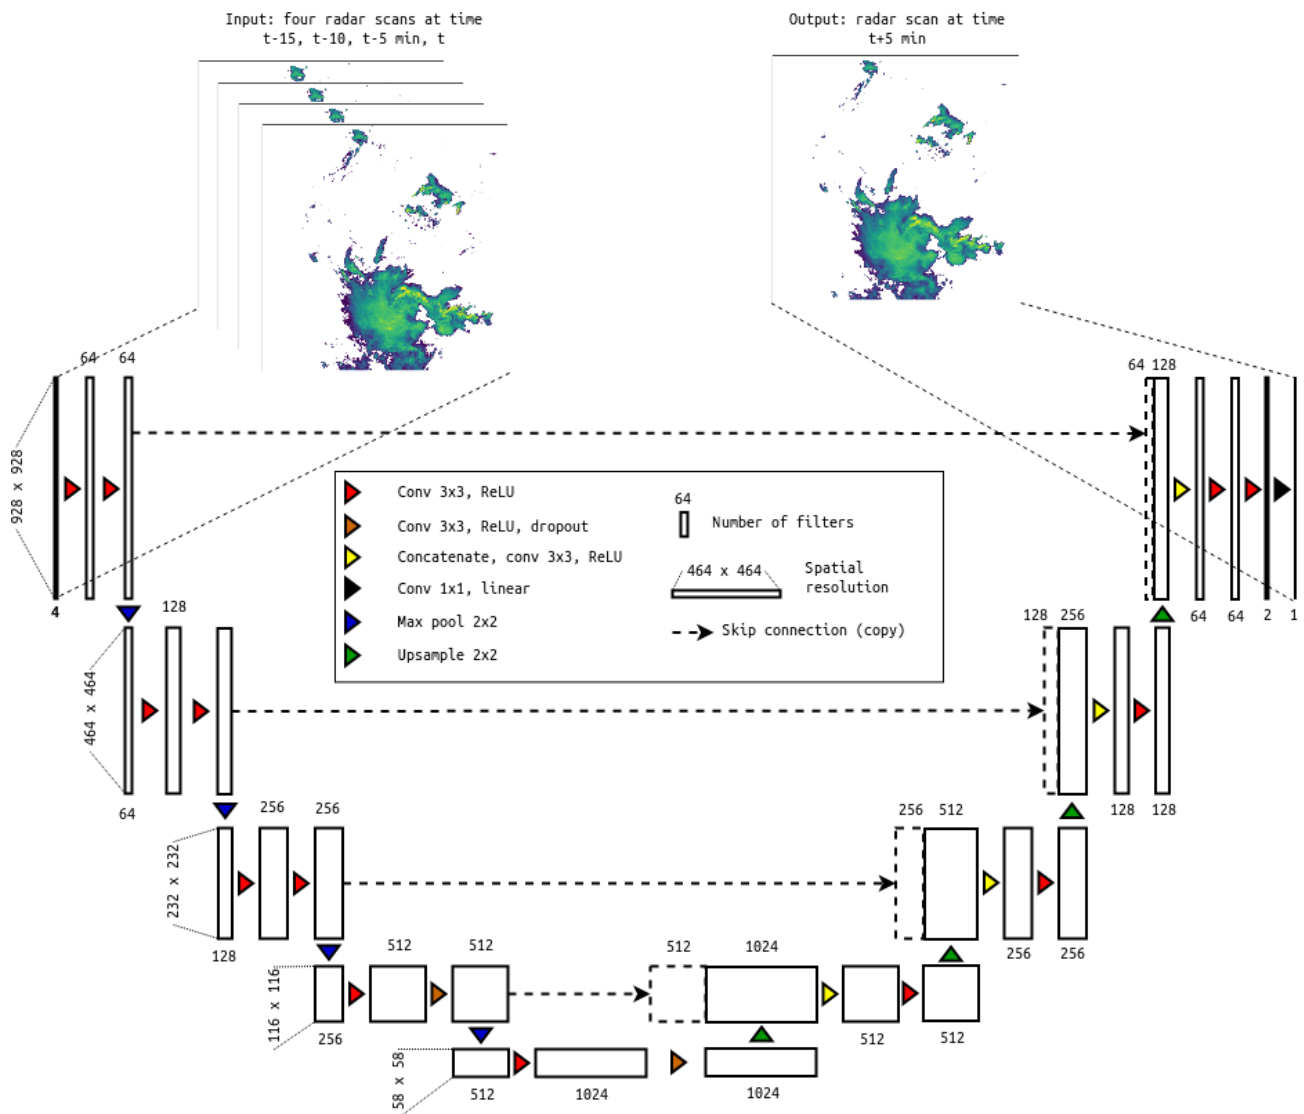 Input: four radar scans at time
t-15, t-10, t-5 min, t
Output: radar scan at time
t+5 min
64
64
928 x 928
4
64 128
64
64
2
1
Conv 3x3, ReLU
Conv 3x3, ReLU, dropout
Concatenate, conv 3x3, ReLU
Conv 1x1, linear
Max pool 2x2
Upsample 2x2
64
Number of filters
464 x 464
Spatial
resolution
Skip connection (copy)
128
464 x 464
64
128
256
128
128
256
256
232 x 232
128
256
512
256
256
512
512
116 x 116
256
512
1024
512
512
58 x 58
512
1024
1024